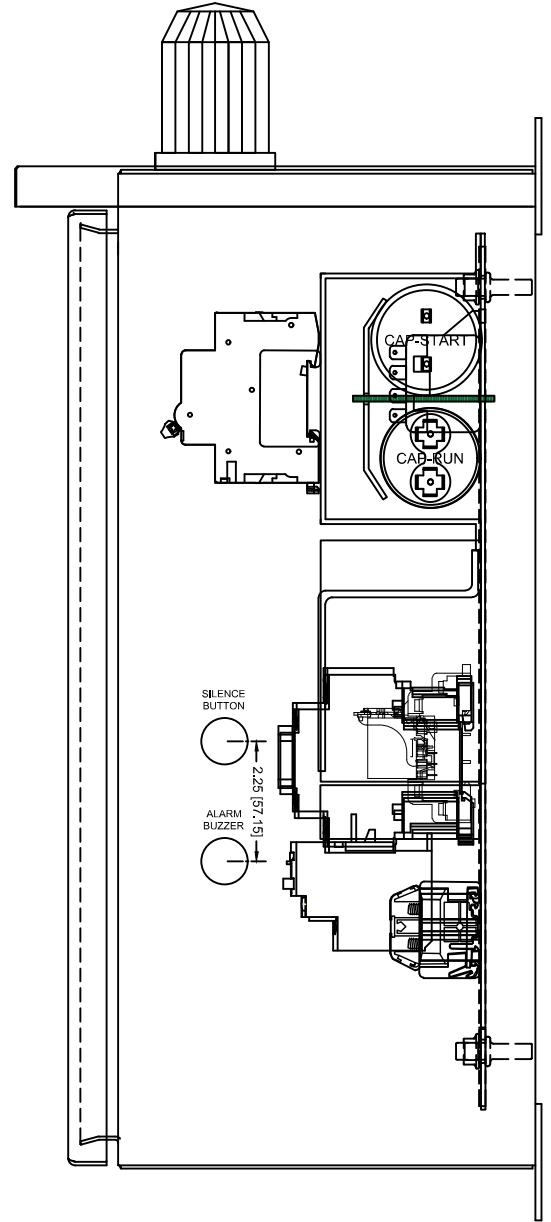 CAP-START
CAP-RUN
SILENCE
BUTTON
2.25 [57.15]
ALARM
BUZZER